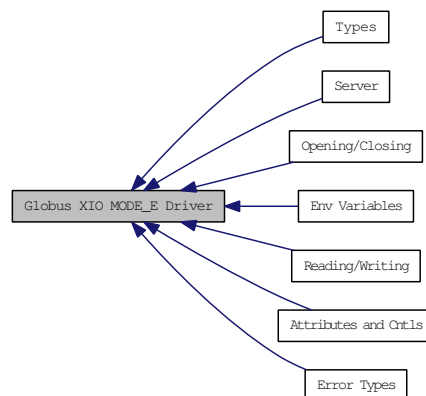 Types
Server
Opening/Closing
Globus XIO MODE_E Driver
Env Variables
Reading/Writing
Attributes and Cntls
Error Types